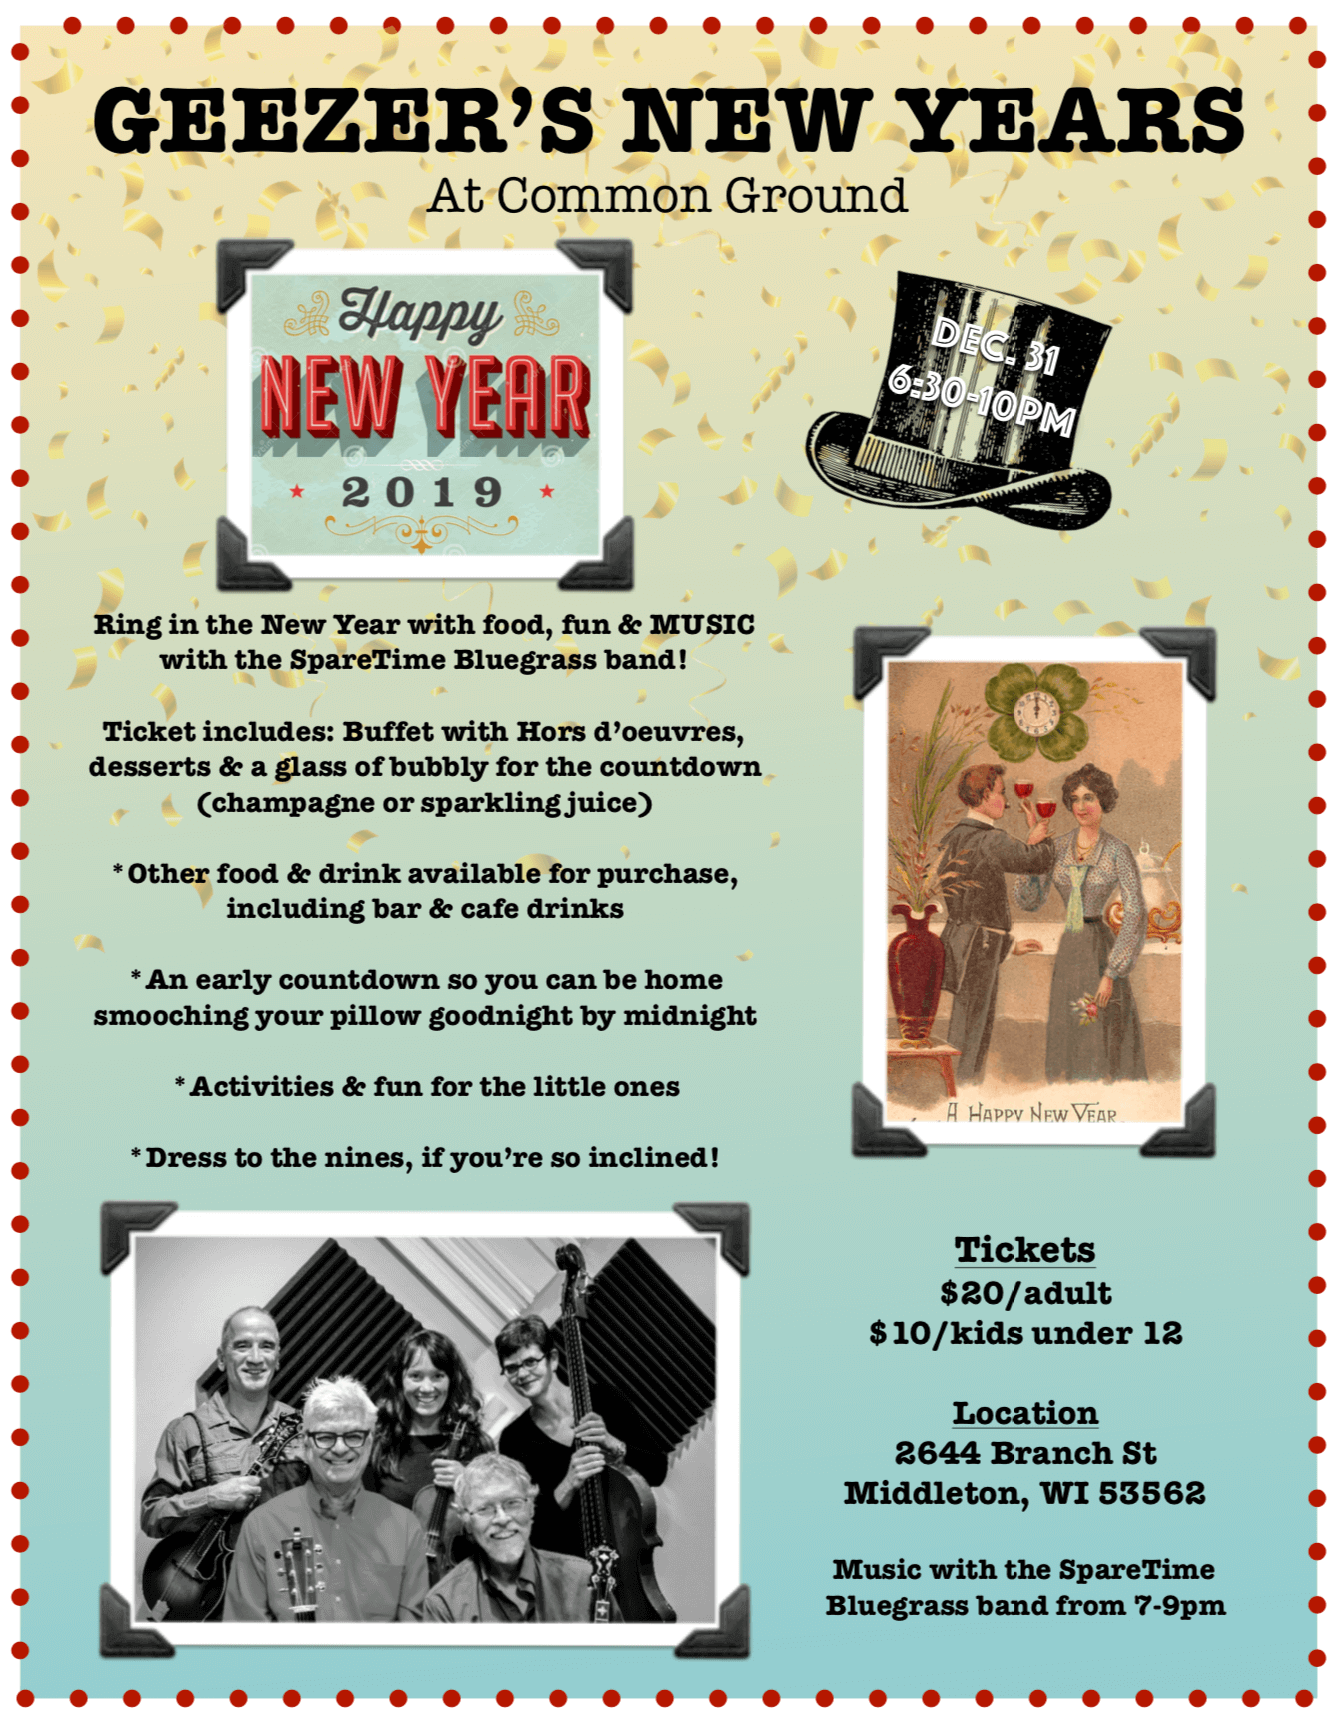 GEEZER'S NEW YEARS
At Common Ground
Happy
NEW YEAR
2019
DEC. 31
6:30-10PM
Ring in the New Year with food, fun & MUSIC
with the SpareTime Bluegrass band!
Ticket includes: Buffet with Hors d'oeuvres,
desserts & a glass of bubbly for the countdown
(champagne or sparkling juice)
*Other food & drink available for purchase,
including bar & cafe drinks
*An early countdown so you can be home
smooching your pillow goodnight by midnight
*Activities & fun for the little ones
*Dress to the nines, if you're so inclined!
A HAPPY NEW YEAR
Tickets
$20/adult
$10/kids under 12
Location
2644 Branch St
Middleton, WI 53562
Music with the SpareTime
Bluegrass band from 7-9pm